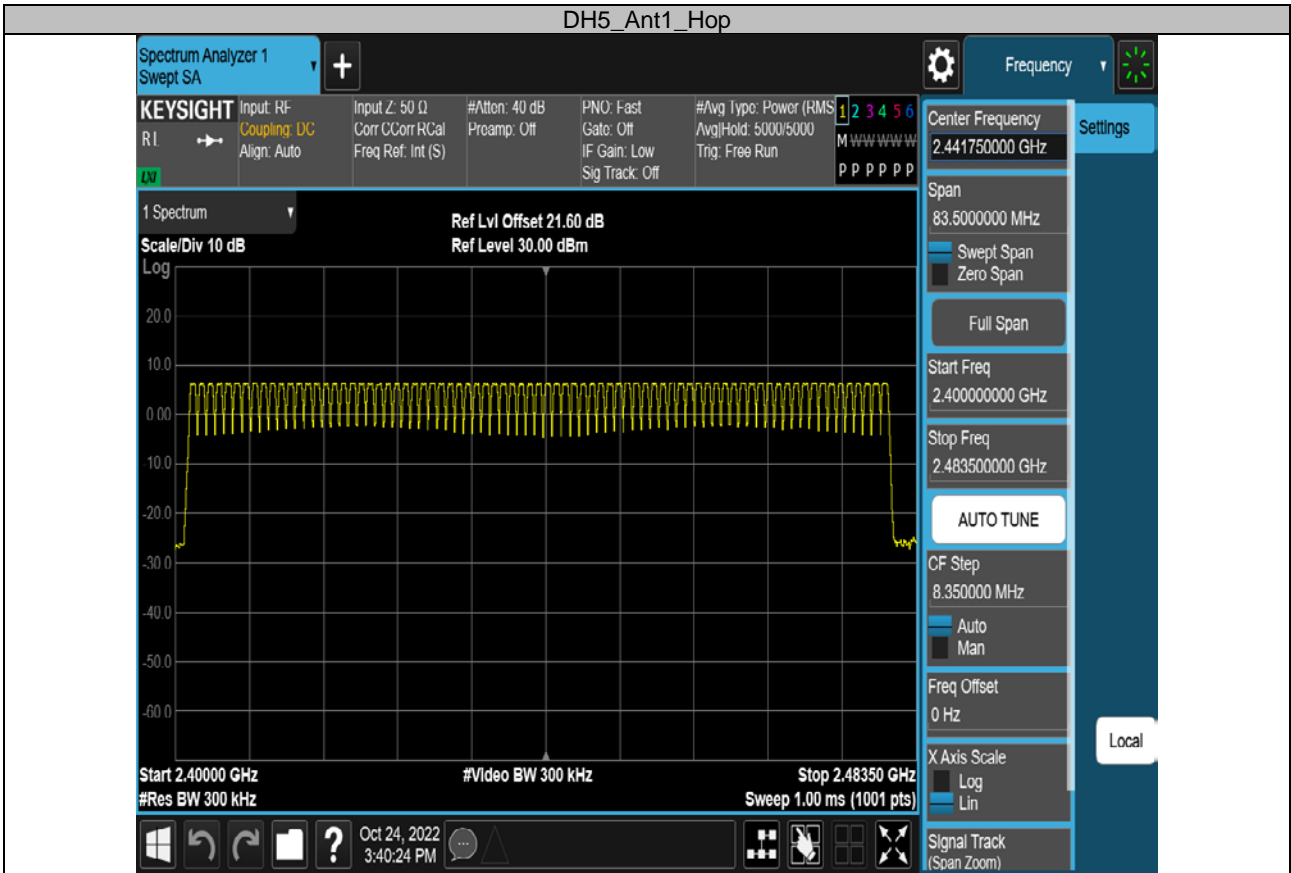 DH5_Ant1_Hop
Spectrum Analyzer 1
Swept SA
+
Frequency
KEYSIGHT
Input: RF
Input Z: 50 Ω
#Atten: 40 dB
PNO: Fast
#Avg Type: Power (RMS
1 2 3 4 5 6
RL
Coupling: DC
Corr CCorr RCal
Preamp: Off
Gate: Off
Avg|Hold: 5000/5000
M W W W W W
Align: Auto
Freq Ref: Int (S)
IF Gain: Low
Trig: Free Run
LXI
Sig Track: Off
P P P P P P
Center Frequency
2.441750000 GHz
Settings
Span
83.5000000 MHz
Swept Span
Zero Span
Full Span
Start Freq
2.400000000 GHz
Stop Freq
2.483500000 GHz
AUTO TUNE
CF Step
8.350000 MHz
Auto
Man
Freq Offset
0 Hz
X Axis Scale
Log
Lin
Signal Track
(Span Zoom)
Local
1 Spectrum
Ref Lvl Offset 21.60 dB
Scale/Div 10 dB
Ref Level 30.00 dBm
Log
20.0
10.0
0.00
-10.0
-20.0
-30.0
-40.0
-50.0
-60.0
Start 2.40000 GHz
#Video BW 300 kHz
Stop 2.48350 GHz
#Res BW 300 kHz
Sweep 1.00 ms (1001 pts)
?
Oct 24, 2022
3:40:24 PM